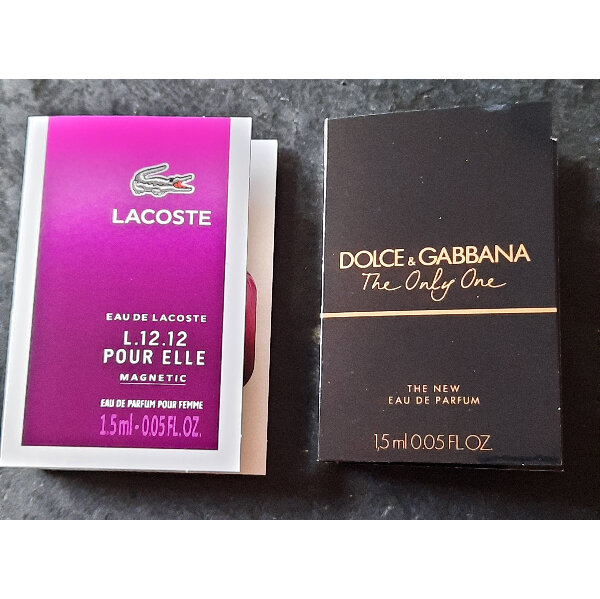 LACOSTE
EAU DE LACOSTE
L.12.12
POUR ELLE
MAGNETIC
EAU DE PARFUM POUR FEMME
1.5 ml - 0.05 FL.OZ.
DOLCE & GABBANA
The Only One
THE NEW
EAU DE PARFUM
1,5 ml 0.05 FL OZ